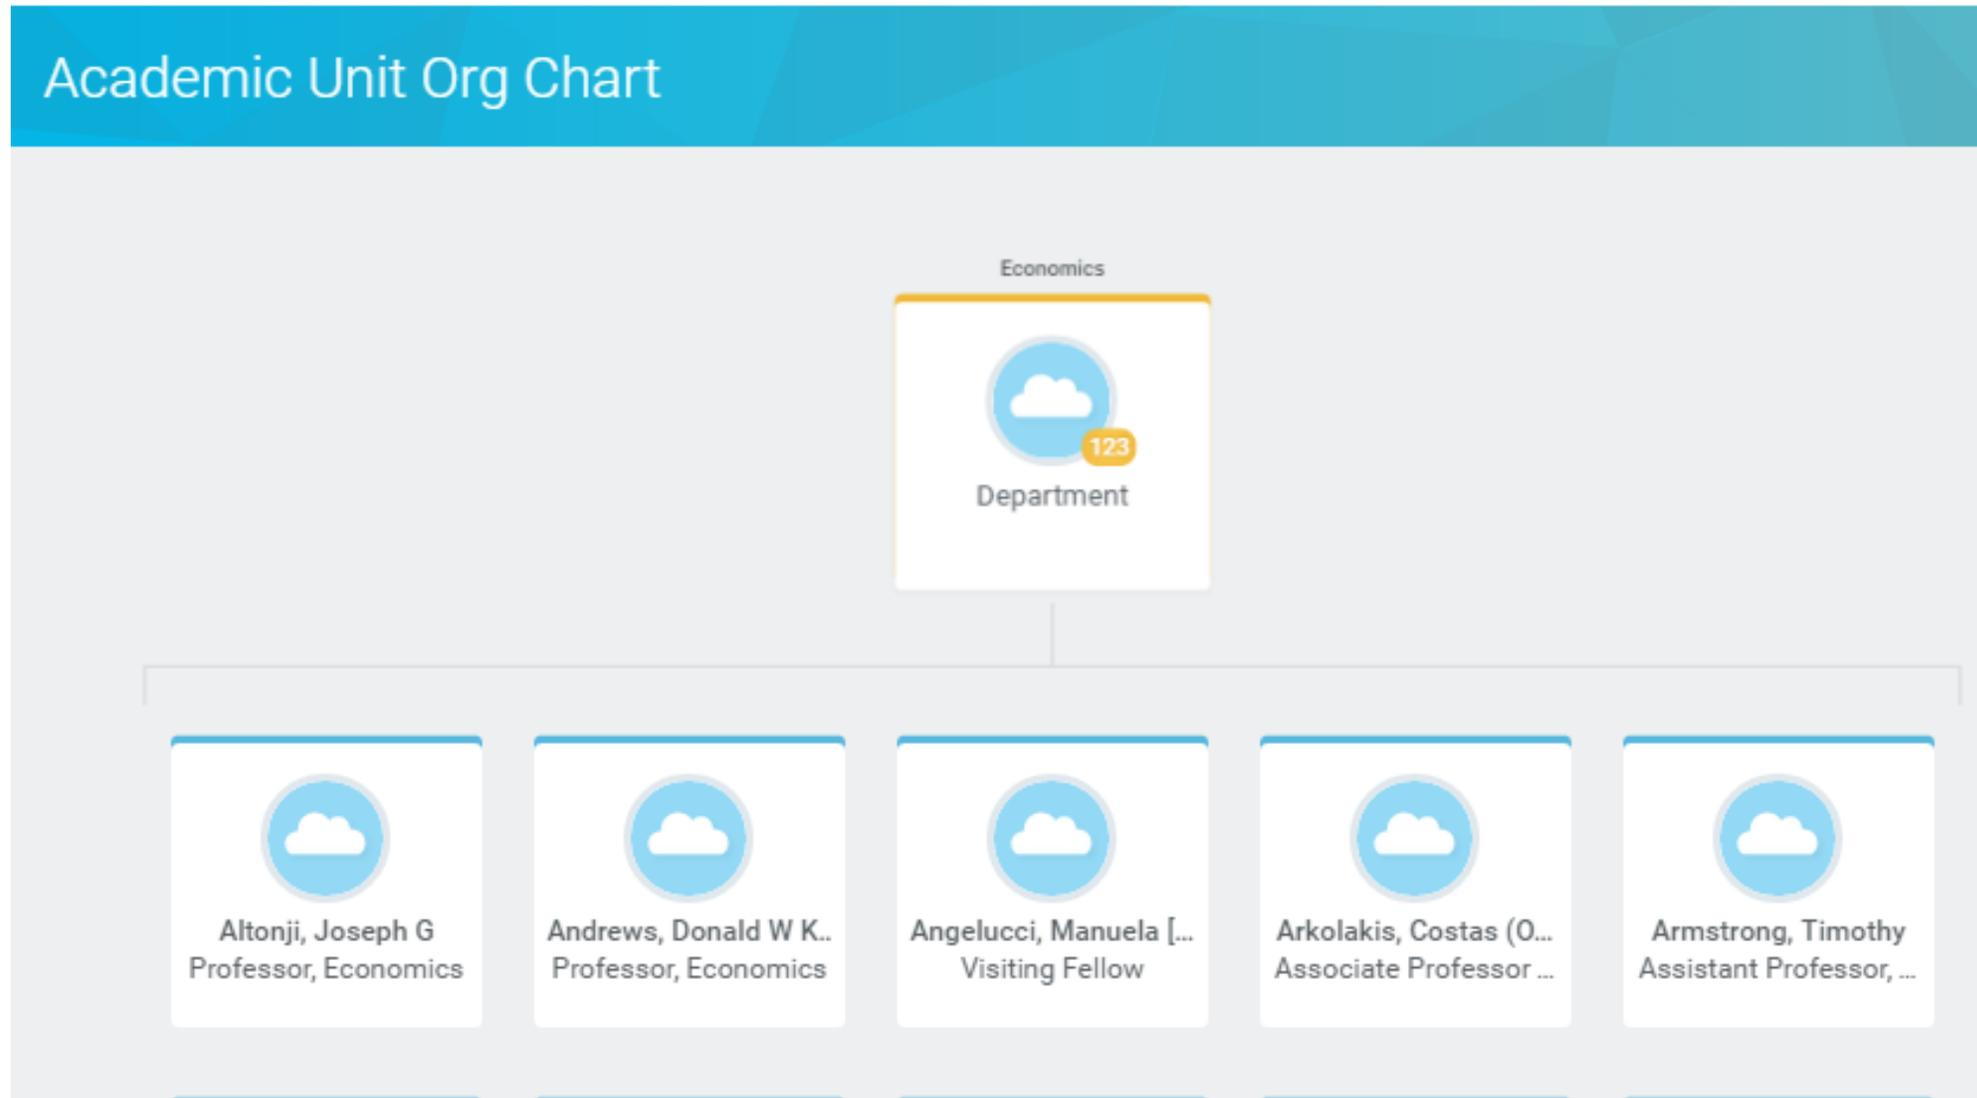 Academic Unit Org Chart
Economics
123
Department
Altonji, Joseph G
Professor, Economics
Andrews, Donald W K...
Professor, Economics
Angelucci, Manuela [...
Visiting Fellow
Arkolakis, Costas (O...
Associate Professor ...
Armstrong, Timothy
Assistant Professor, ...